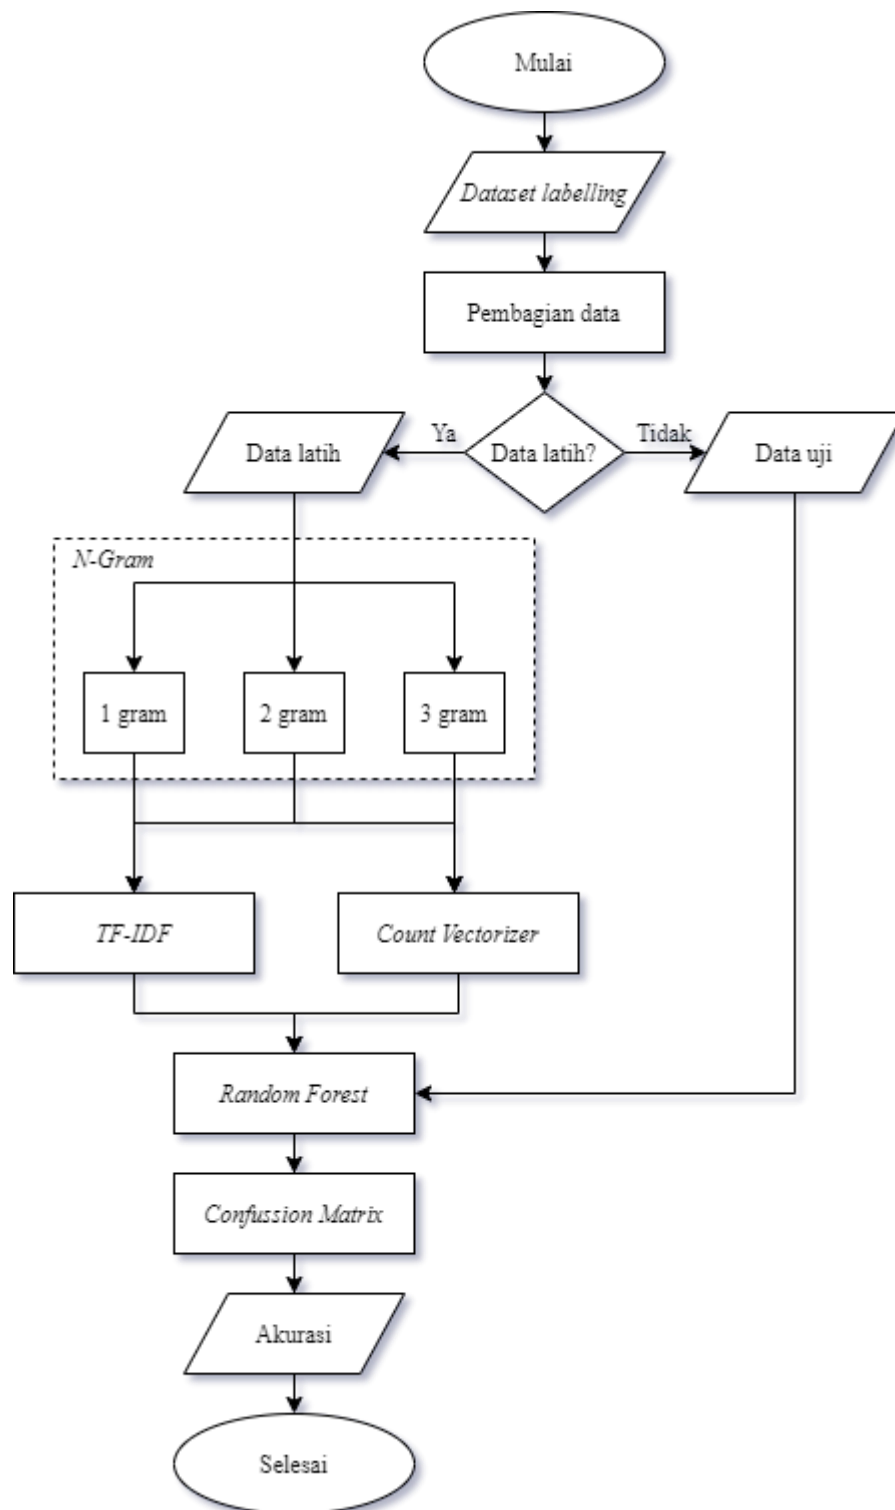 Mulai
Dataset labelling
Pembagian data
Data latih
Ya
Data latih?
Tidak
Data uji
N-Gram
1 gram
2 gram
3 gram
TF-IDF
Count Vectorizer
Random Forest
Confussion Matrix
Akurasi
Selesai